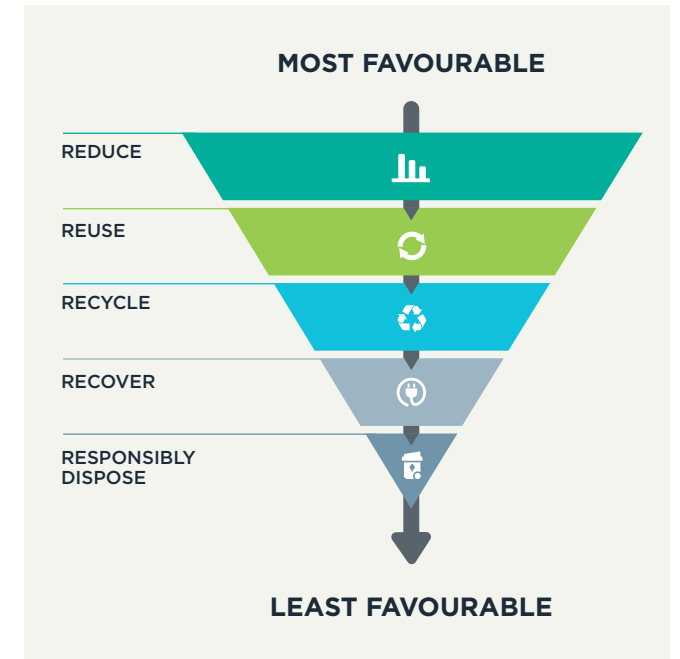 MOST FAVOURABLE
REDUCE
REUSE
RECYCLE
RECOVER
RESPONSIBLY
DISPOSE
LEAST FAVOURABLE